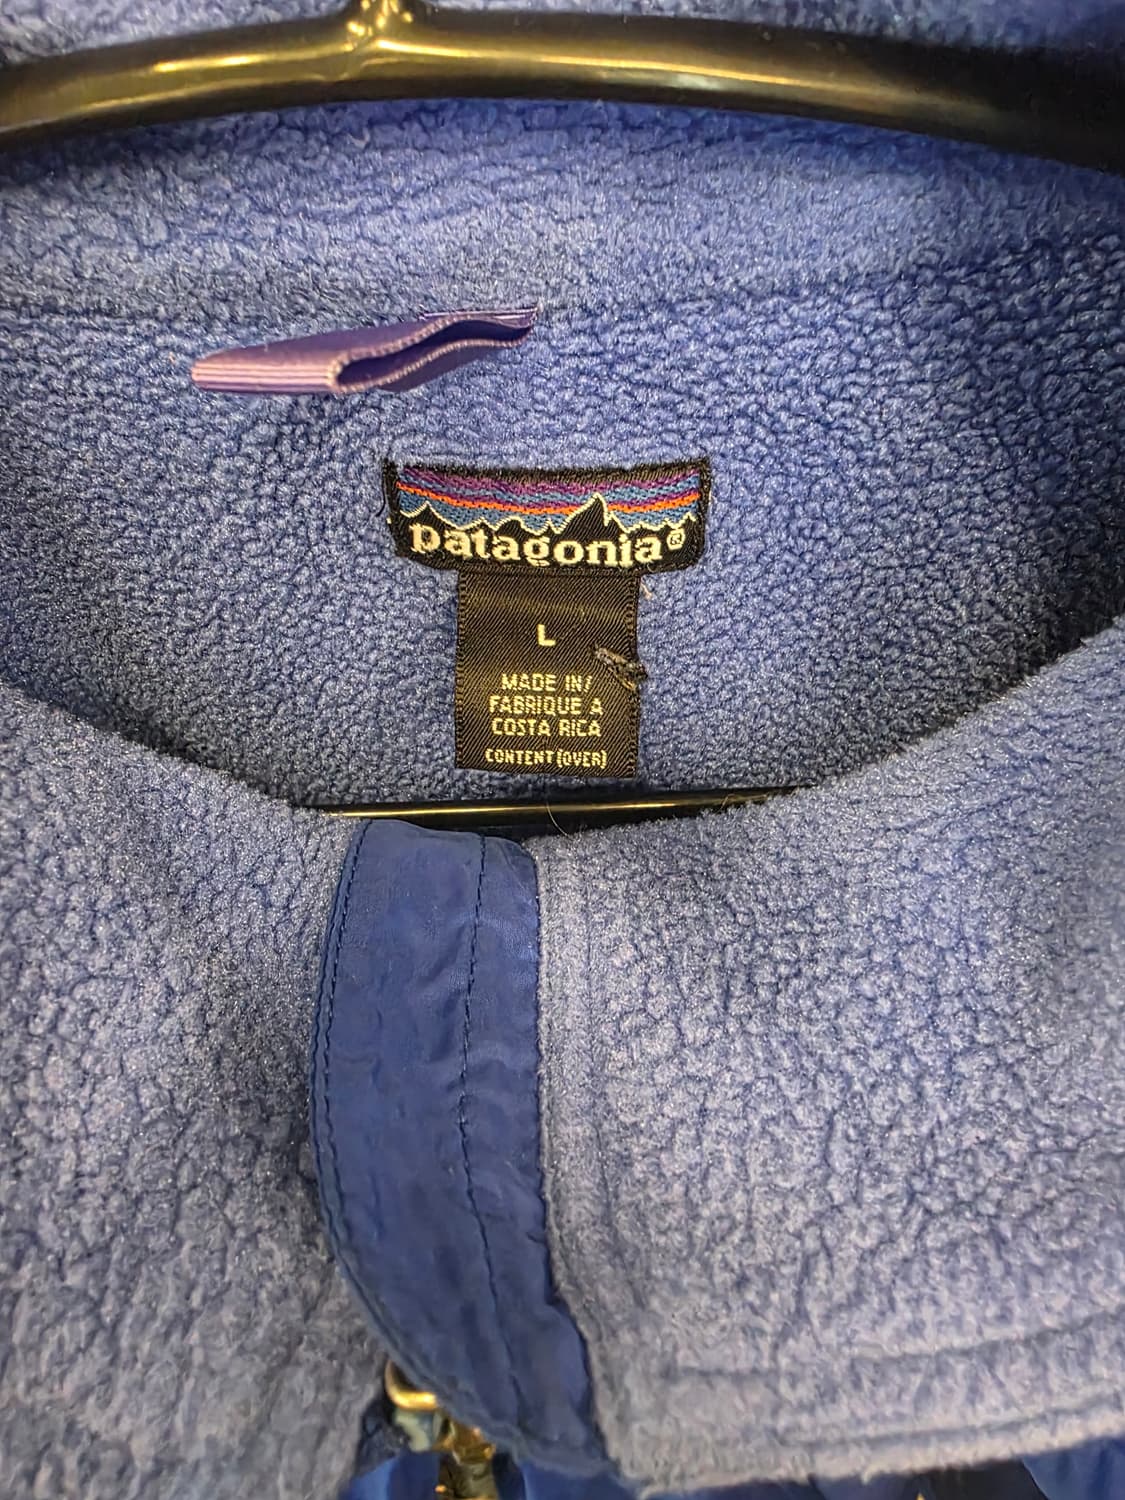 patagonia®
L
MADE IN/
FABRIQUE A
COSTA RICA
CONTENT (OVER)